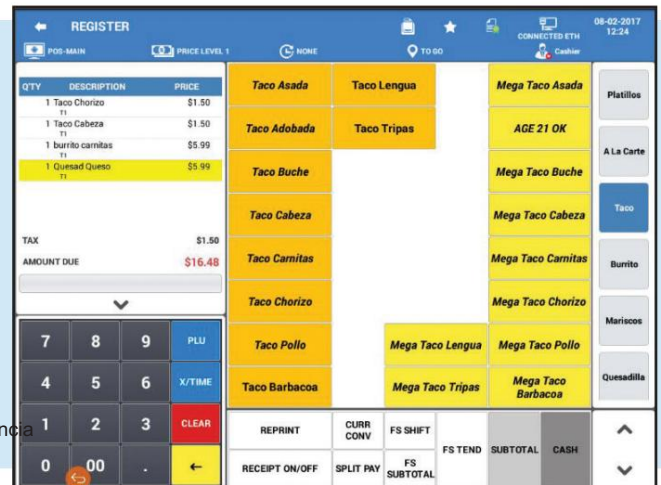 REGISTER
CONNECTED ETH
08-02-2017
12:24
POS-MAIN
PRICE LEVEL 1
NONE
TO GO
Cashier
Q'TY DESCRIPTION PRICE
1 Taco Chorizo $1.50
T1
1 Taco Cabeza $1.50
T1
1 burrito carnitas $5.99
T1
1 Quesad Queso $5.99
T1
TAX $1.50
AMOUNT DUE $16.48
7 8 9 PLU
4 5 6 X/TIME
1 2 3 CLEAR
0 00 . ←
ncia
Taco Asada Taco Lengua Mega Taco Asada
Taco Adobada Taco Tripas AGE 21 OK
Taco Buche Mega Taco Buche
Taco Cabeza Mega Taco Cabeza
Taco Carnitas Mega Taco Carnitas
Taco Chorizo Mega Taco Chorizo
Taco Pollo Mega Taco Lengua Mega Taco Pollo
Taco Barbacoa Mega Taco Tripas Mega Taco
Barbacoa
REPRINT CURR
CONV FS SHIFT FS TEND SUBTOTAL CASH
RECEIPT ON/OFF SPLIT PAY FS
SUBTOTAL
Platillos
A La Carte
Taco
Burrito
Mariscos
Quesadilla